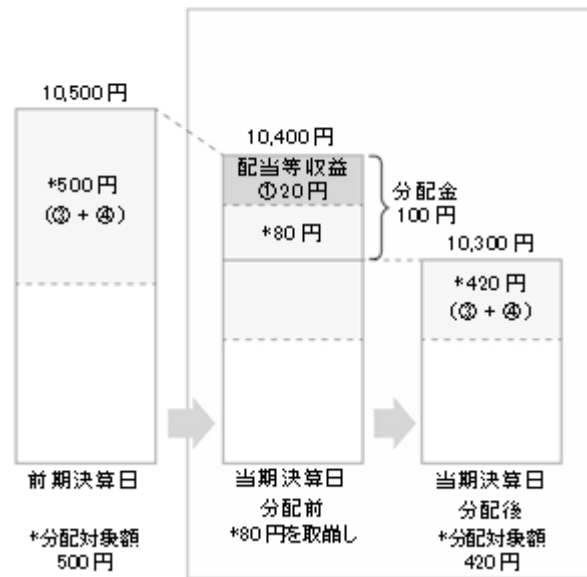 10,500円
*500円
(③ + ④)
前期決算日
*分配対象額
500円
10,400円
配当等収益
①20円
*80円
分配金
100円
当期決算日
分配前
*80円を取崩し
10,300円
*420円
(③ + ④)
当期決算日
分配後
*分配対象額
420円